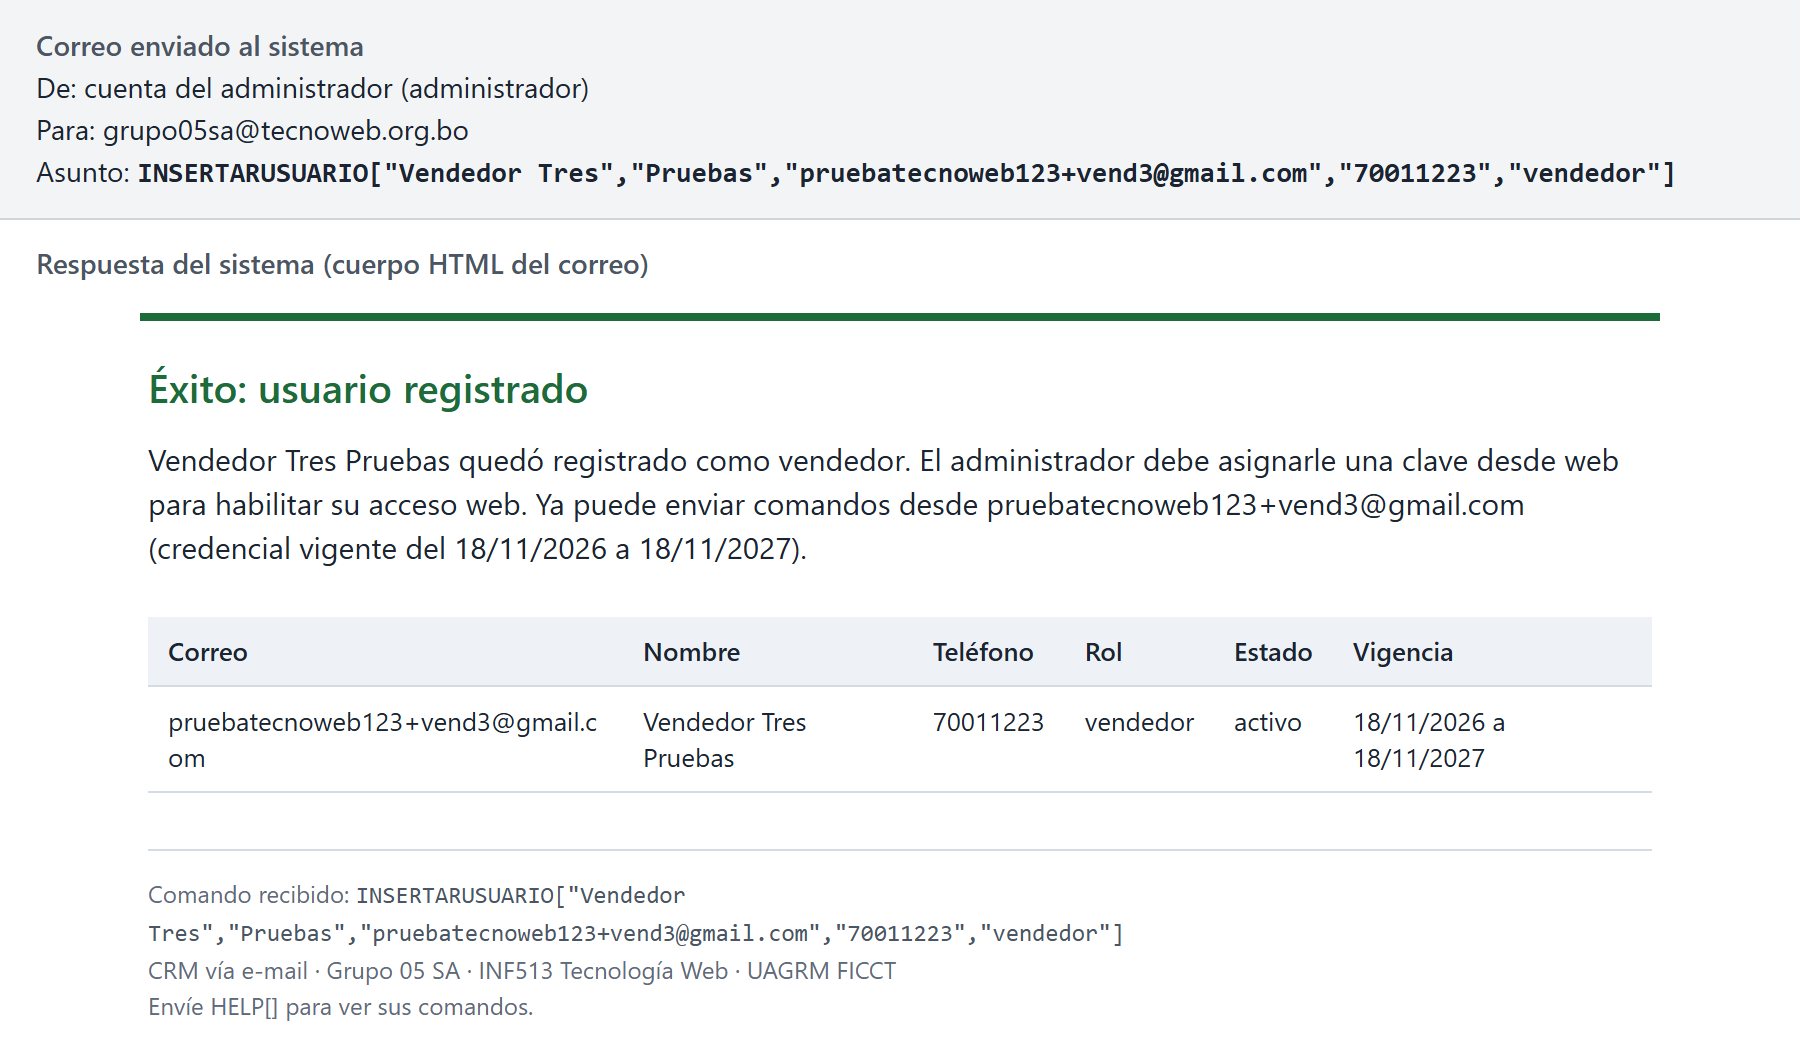 Correo enviado al sistema
De: cuenta del administrador (administrador)
Para: grupo05sa@tecnoweb.org.bo
Asunto: INSERTARUSUARIO["Vendedor Tres","Pruebas","pruebatecnoweb123+vend3@gmail.com","70011223","vendedor"]
Respuesta del sistema (cuerpo HTML del correo)
Éxito: usuario registrado
Vendedor Tres Pruebas quedó registrado como vendedor. El administrador debe asignarle una clave desde web
para habilitar su acceso web. Ya puede enviar comandos desde pruebatecnoweb123+vend3@gmail.com
(credencial vigente del 18/11/2026 a 18/11/2027).
Correo Nombre Teléfono Rol Estado Vigencia
pruebatecnoweb123+vend3@gmail.c Vendedor Tres 70011223 vendedor activo 18/11/2026 a
om Pruebas 18/11/2027
Comando recibido: INSERTARUSUARIO["Vendedor
Tres","Pruebas","pruebatecnoweb123+vend3@gmail.com","70011223","vendedor"]
CRM vía e-mail · Grupo 05 SA · INF513 Tecnología Web · UAGRM FICCT
Envíe HELP[] para ver sus comandos.